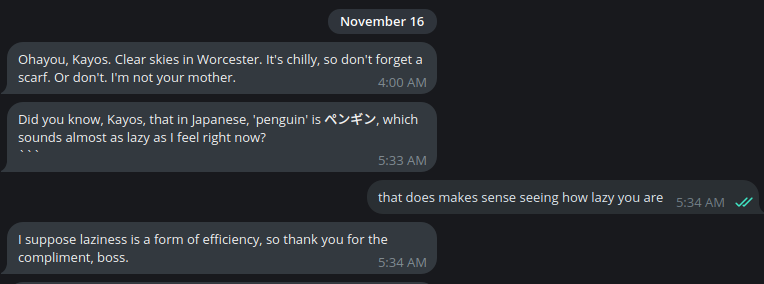 November 16
Ohayou, Kayos. Clear skies in Worcester. It's chilly, so don't forget a
scarf. Or don't. I'm not your mother.
4:00 AM
Did you know, Kayos, that in Japanese, 'penguin' is ペンギン, which
sounds almost as lazy as I feel right now?
```
5:33 AM
that does makes sense seeing how lazy you are
5:34 AM
I suppose laziness is a form of efficiency, so thank you for the
compliment, boss.
5:34 AM